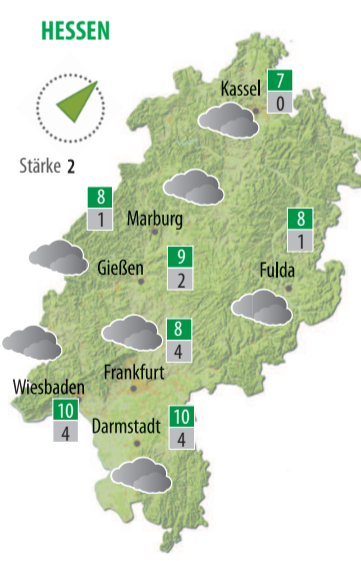 HESSEN
Kassel
7
0
Stärke 2
8
1
Marburg
8
1
Gießen
9
2
Fulda
8
4
Frankfurt
Wiesbaden
10
4
Darmstadt
10
4